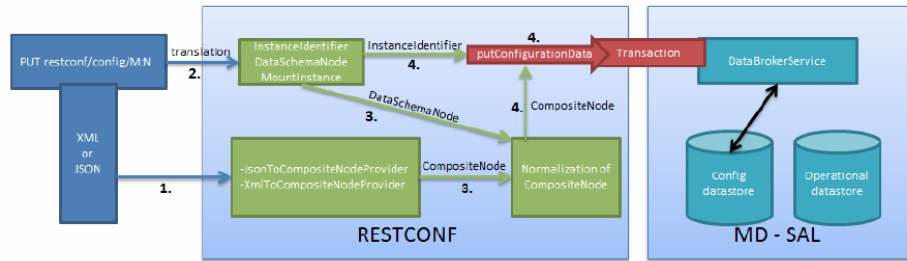 PUT restconf/config/M:N
translation
2.
InstanceIdentifier
DataSchemaNode
MountInstance
InstanceIdentifier
4.
4.
putConfigurationData
Transaction
DataBrokerService
DataSchemaNode
3.
4.
CompositeNode
XML
or
JSON
1.
-JsonToCompositeNodeProvider
-XmlToCompositeNodeProvider
CompositeNode
3.
Normalization of
CompositeNode
Config
datastore
Operational
datastore
RESTCONF
MD - SAL